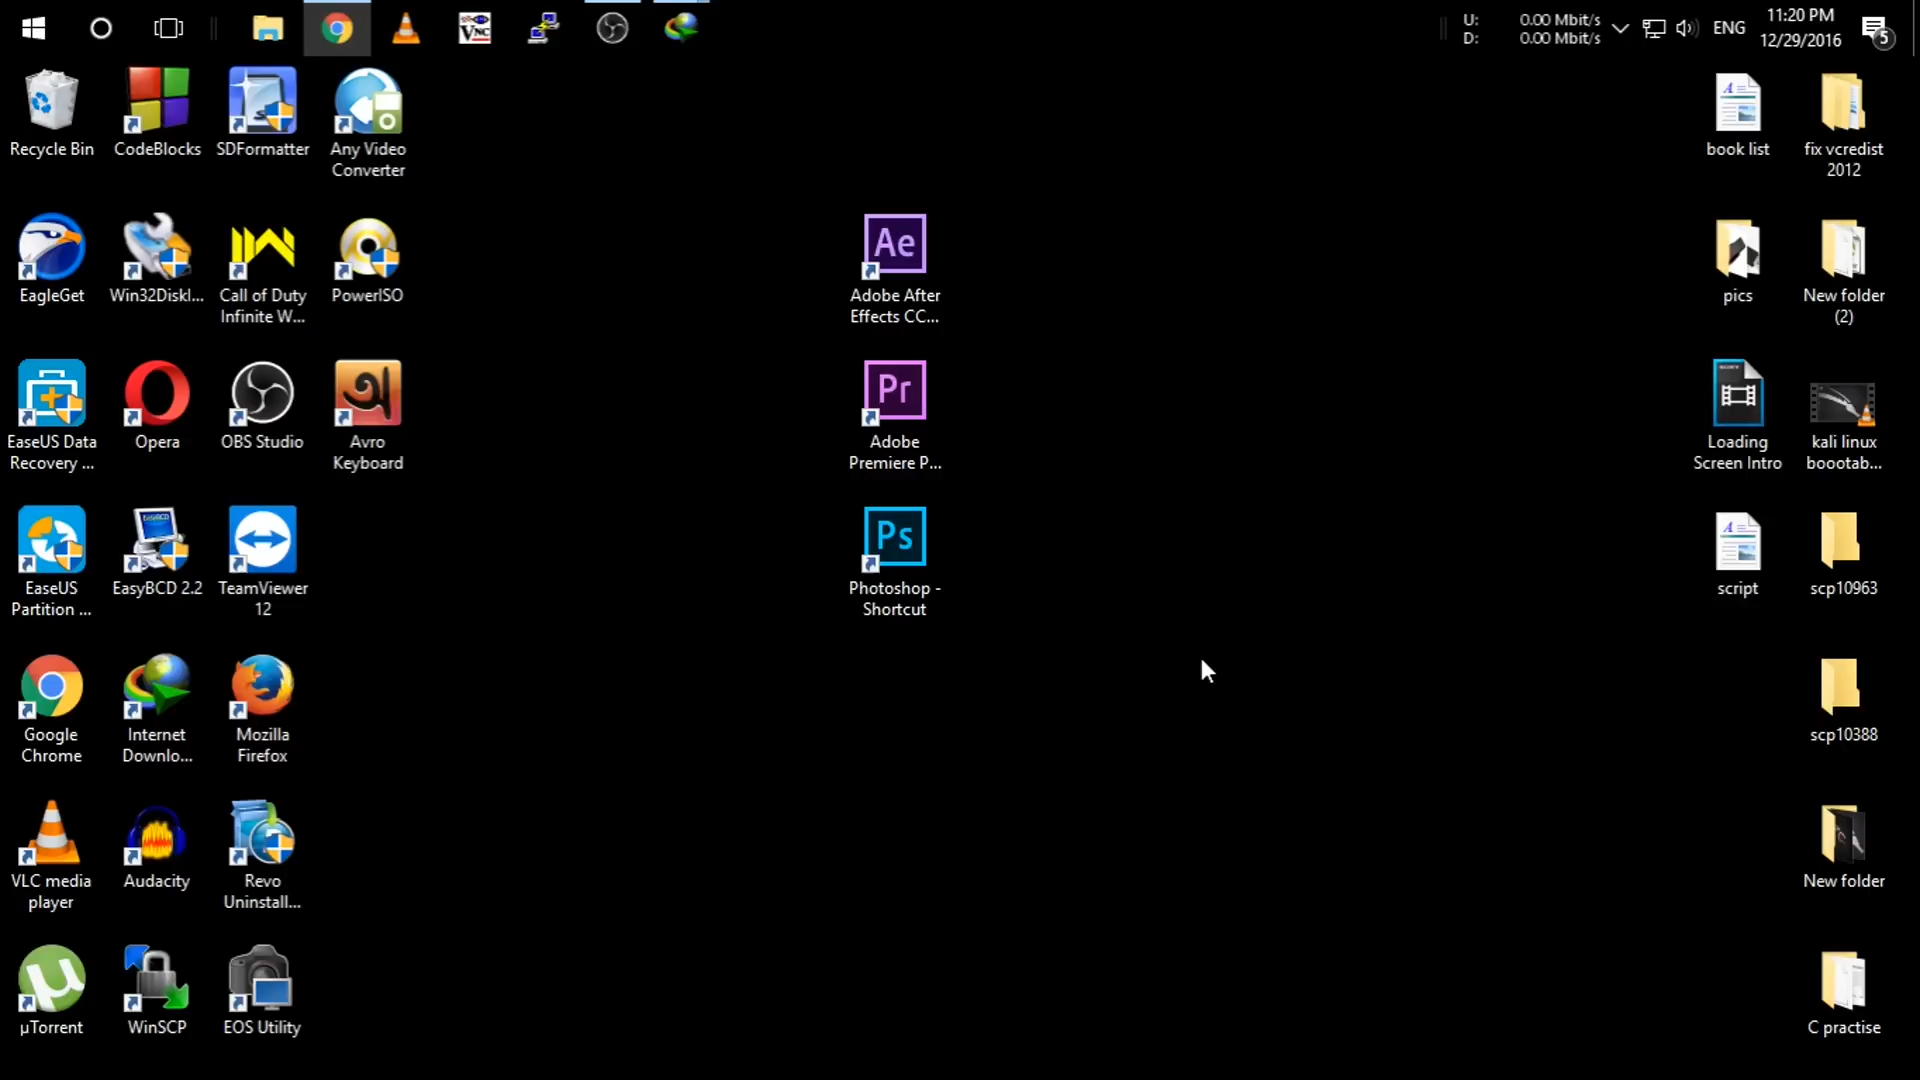 U: 0.00 Mbit/s
D: 0.00 Mbit/s
ENG
11:20 PM
12/29/2016
5
VNC
Recycle Bin
CodeBlocks
SDFormatter
Any Video
Converter
book list
fix vcredist
2012
EagleGet
Win32DiskI...
Call of Duty
Infinite W...
PowerISO
Ae
Adobe After
Effects CC...
pics
New folder
(2)
EaseUS Data
Recovery ...
Opera
OBS Studio
Avro
Keyboard
Pr
Adobe
Premiere P...
Loading
Screen Intro
kali linux
boootab...
EaseUS
Partition ...
EasyBCD 2.2
TeamViewer
12
Ps
Photoshop -
Shortcut
script
scp10963
Google
Chrome
Internet
Downlo...
Mozilla
Firefox
scp10388
VLC media
player
Audacity
Revo
Uninstall...
New folder
µTorrent
WinSCP
EOS Utility
C practise